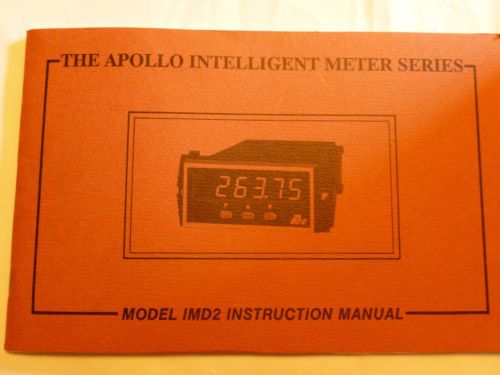 THE APOLLO INTELLIGENT METER SERIES
263.75
P
MODEL IMD2 INSTRUCTION MANUAL